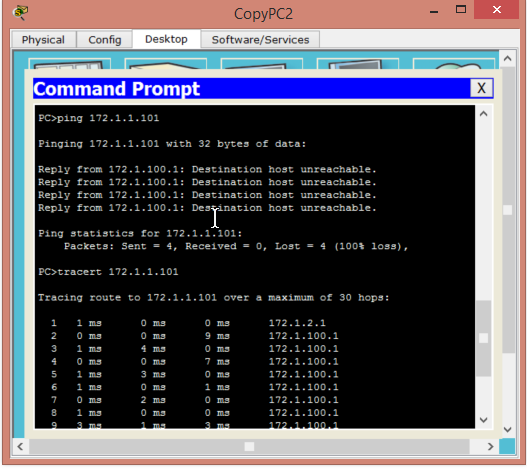 CopyPC2
Physical Config Desktop Software/Services
Command Prompt X
PC>ping 172.1.1.101
Pinging 172.1.1.101 with 32 bytes of data:
Reply from 172.1.100.1: Destination host unreachable.
Reply from 172.1.100.1: Destination host unreachable.
Reply from 172.1.100.1: Destination host unreachable.
Reply from 172.1.100.1: Destination host unreachable.
Ping statistics for 172.1.1.101:
Packets: Sent = 4, Received = 0, Lost = 4 (100% loss),
PC>tracert 172.1.1.101
Tracing route to 172.1.1.101 over a maximum of 30 hops:
1 1 ms 0 ms 0 ms 172.1.2.1
2 0 ms 0 ms 9 ms 172.1.100.1
3 1 ms 4 ms 0 ms 172.1.100.1
4 0 ms 0 ms 7 ms 172.1.100.1
5 1 ms 3 ms 0 ms 172.1.100.1
6 1 ms 0 ms 1 ms 172.1.100.1
7 0 ms 2 ms 0 ms 172.1.100.1
8 1 ms 0 ms 0 ms 172.1.100.1
9 3 ms 1 ms 3 ms 172.1.100.1